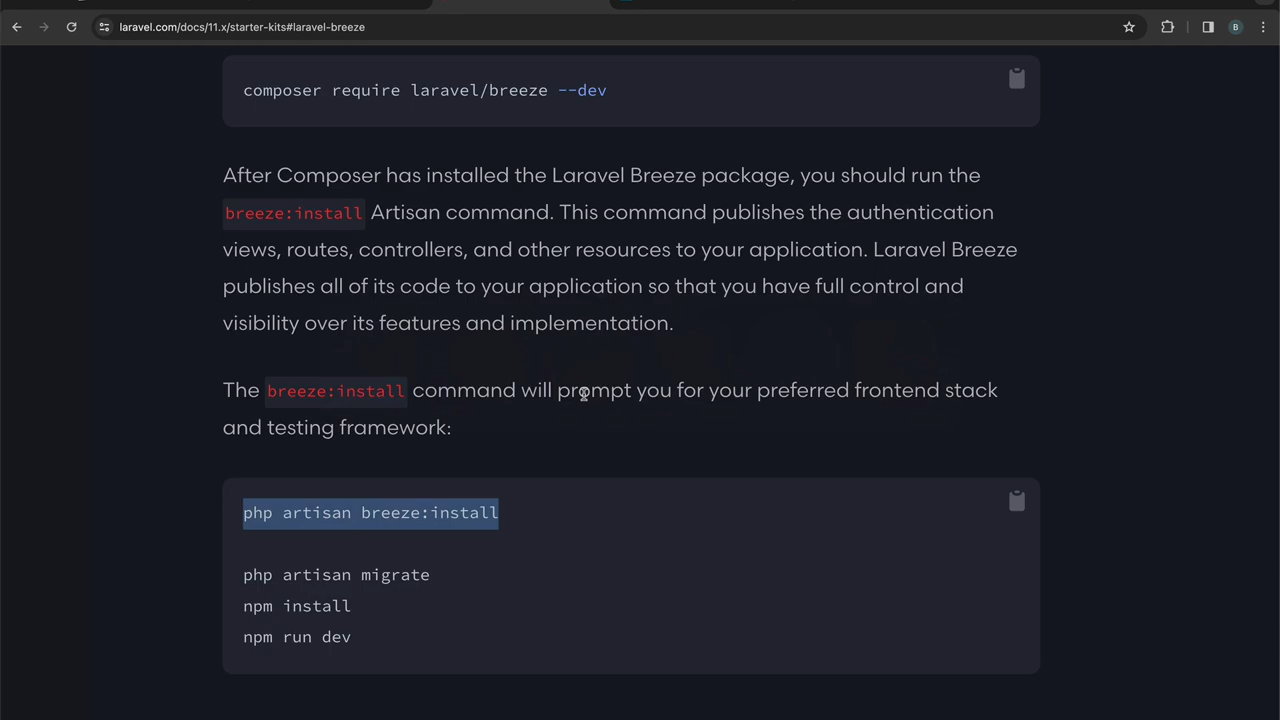 laravel.com/docs/11.x/starter-kits#laravel-breeze
B
composer require laravel/breeze --dev
After Composer has installed the Laravel Breeze package, you should run the
breeze:install Artisan command. This command publishes the authentication
views, routes, controllers, and other resources to your application. Laravel Breeze
publishes all of its code to your application so that you have full control and
visibility over its features and implementation.
The breeze:install command will prompt you for your preferred frontend stack
and testing framework:
php artisan breeze:install
php artisan migrate
npm install
npm run dev